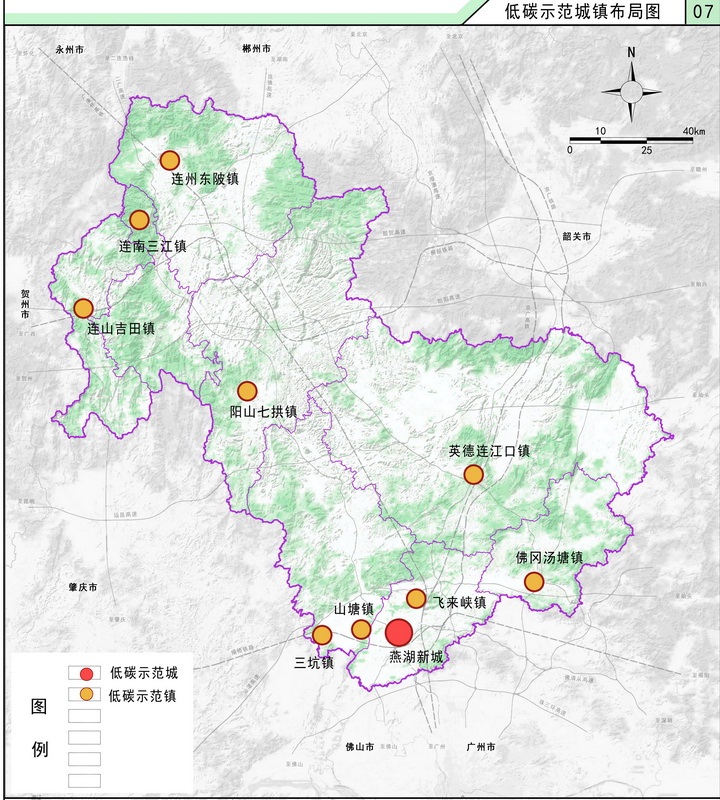 低碳示范城镇布局图
07
永州市
郴州市
N
10
40km
0
25
连州东陂镇
连南三江镇
韶关市
贺州市
连山吉田镇
阳山七拱镇
英德连江口镇
佛冈汤塘镇
肇庆市
飞来峡镇
山塘镇
三坑镇
燕湖新城
图例
低碳示范城
低碳示范镇
佛山市
广州市